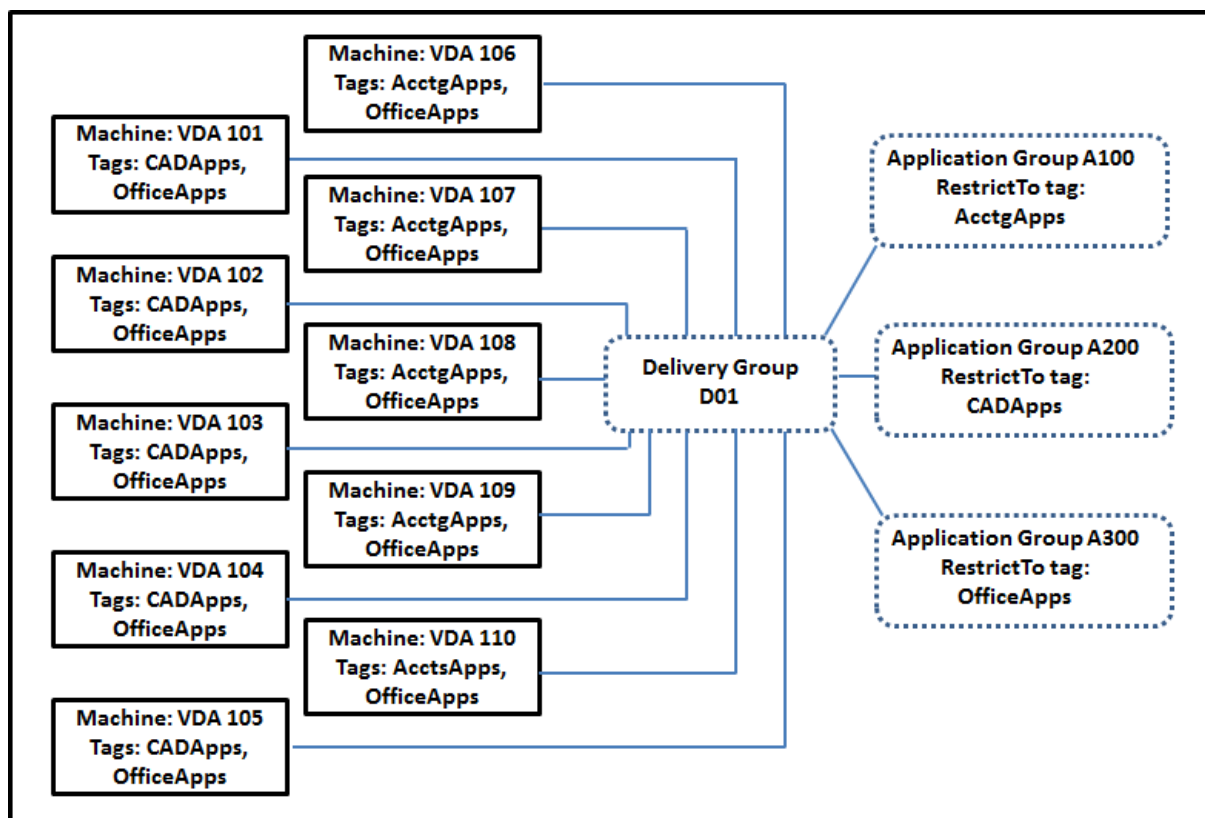 Machine: VDA 106
Tags: AcctgApps,
OfficeApps
Machine: VDA 101
Tags: CADApps,
OfficeApps
Machine: VDA 107
Tags: AcctgApps,
OfficeApps
Machine: VDA 102
Tags: CADApps,
OfficeApps
Machine: VDA 108
Tags: AcctgApps,
OfficeApps
Machine: VDA 103
Tags: CADApps,
OfficeApps
Machine: VDA 109
Tags: AcctgApps,
OfficeApps
Machine: VDA 104
Tags: CADApps,
OfficeApps
Machine: VDA 110
Tags: AcctsApps,
OfficeApps
Machine: VDA 105
Tags: CADApps,
OfficeApps
Delivery Group
D01
Application Group A100
RestrictTo tag:
AcctgApps
Application Group A200
RestrictTo tag:
CADApps
Application Group A300
RestrictTo tag:
OfficeApps